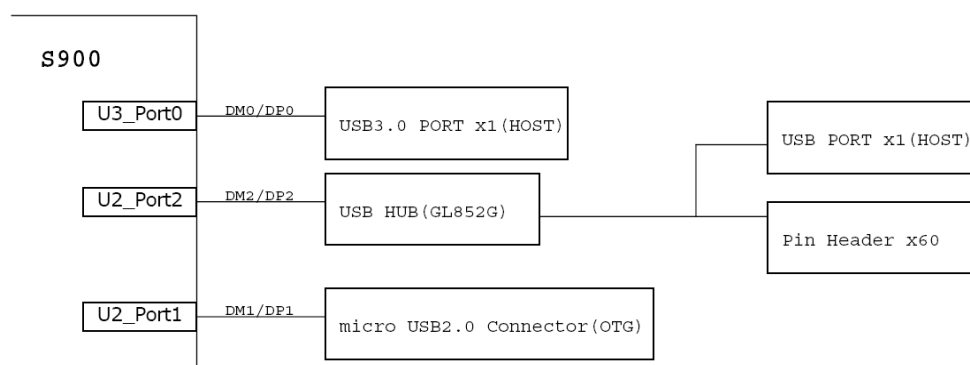 S900
U3_Port0
DM0/DP0
USB3.0 PORT x1(HOST)
USB PORT x1(HOST)
U2_Port2
DM2/DP2
USB HUB(GL852G)
Pin Header x60
U2_Port1
DM1/DP1
micro USB2.0 Connector(OTG)